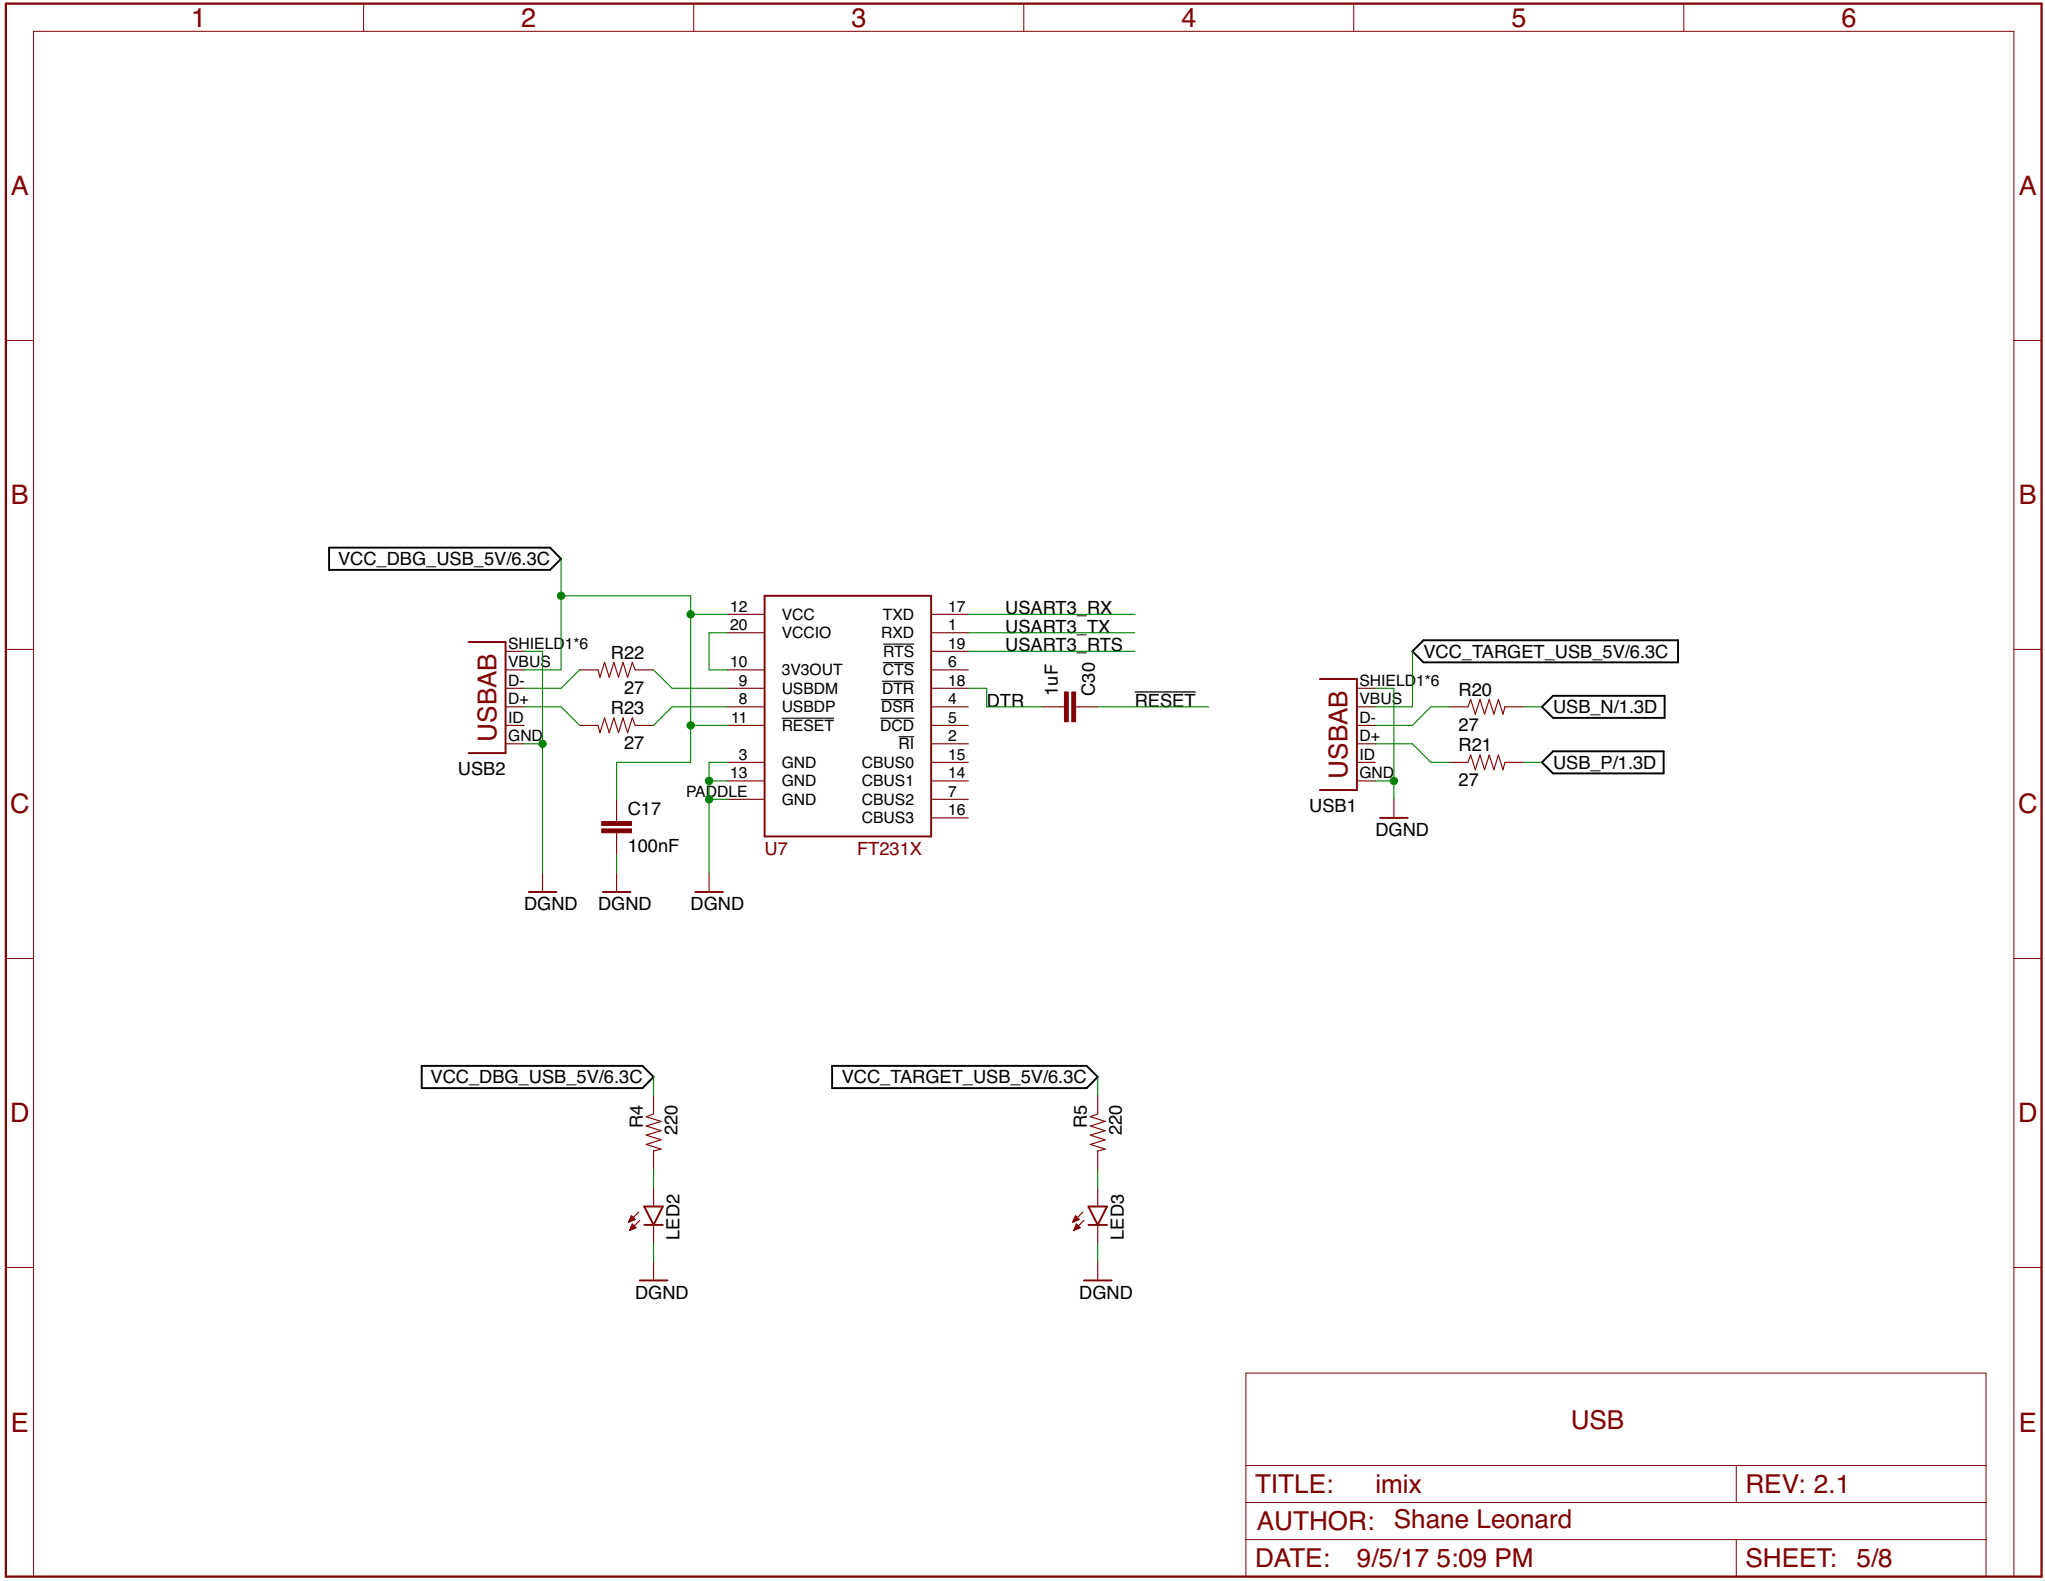 1 2 3 4 5 6
A A
B B
C C
D D
E E
VCC_DBG_USB_5V/6.3C
USBAB
SHIELD1*6
VBUS
D-
D+
ID
GND
USB2
R22
27
R23
27
C17
100nF
DGND
DGND
DGND
12 VCC
20 VCCIO
10 3V3OUT
9 USBDM
8 USBDP
11 RESET
3 GND
13 GND
PADDLE GND
TXD 17 USART3_RX
RXD 1 USART3_TX
RTS 19 USART3_RTS
CTS 6
DTR 18
DSR 4
DCD 5
RI 2
CBUS0 15
CBUS1 14
CBUS2 7
CBUS3 16
U7 FT231X
DTR
1uF
C30
RESET
VCC_TARGET_USB_5V/6.3C
USBAB
SHIELD1*6
VBUS
D-
D+
ID
GND
USB1
R20
27
USB_N/1.3D
R21
27
USB_P/1.3D
DGND
VCC_DBG_USB_5V/6.3C
R4
220
LED2
DGND
VCC_TARGET_USB_5V/6.3C
R5
220
LED3
DGND
USB
TITLE: imix REV: 2.1
AUTHOR: Shane Leonard
DATE: 9/5/17 5:09 PM SHEET: 5/8